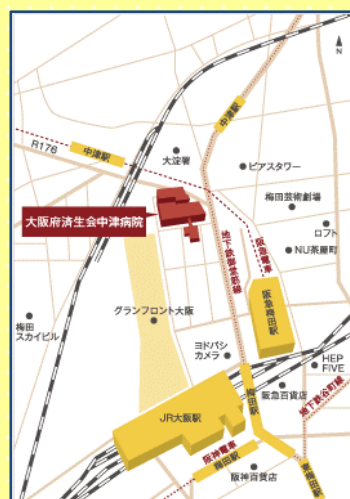 N
中津駅
R176
中津駅
大淀署
ピアスタワー
梅田芸術劇場
大阪府済生会中津病院
ロフト
地下鉄御堂筋線
阪急電車
NU茶屋町
グランフロント大阪
阪急梅田駅
梅田
スカイビル
ヨドバシ
カメラ
HEP
FIVE
梅田駅
阪急百貨店
地下鉄谷町線
JR大阪駅
阪神電車
梅田駅
阪神百貨店
東梅田駅